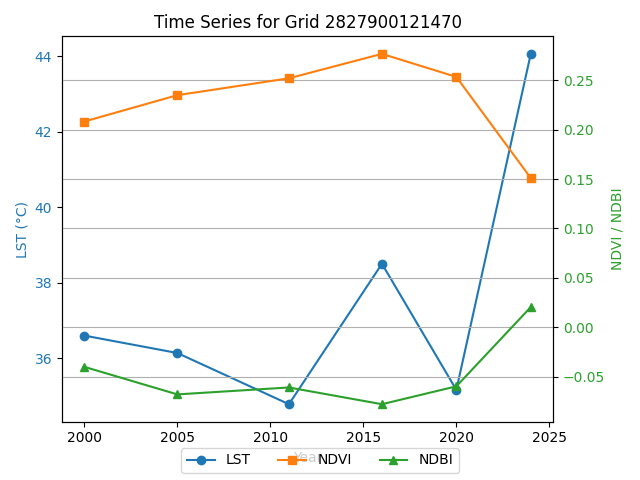 Time Series for Grid 2827900121470
LST (°C)
44
42
40
38
36
NDVI / NDBI
0.25
0.20
0.15
0.10
0.05
0.00
−0.05
2000
2005
2010
2015
2020
2025
Year
LST
NDVI
NDBI